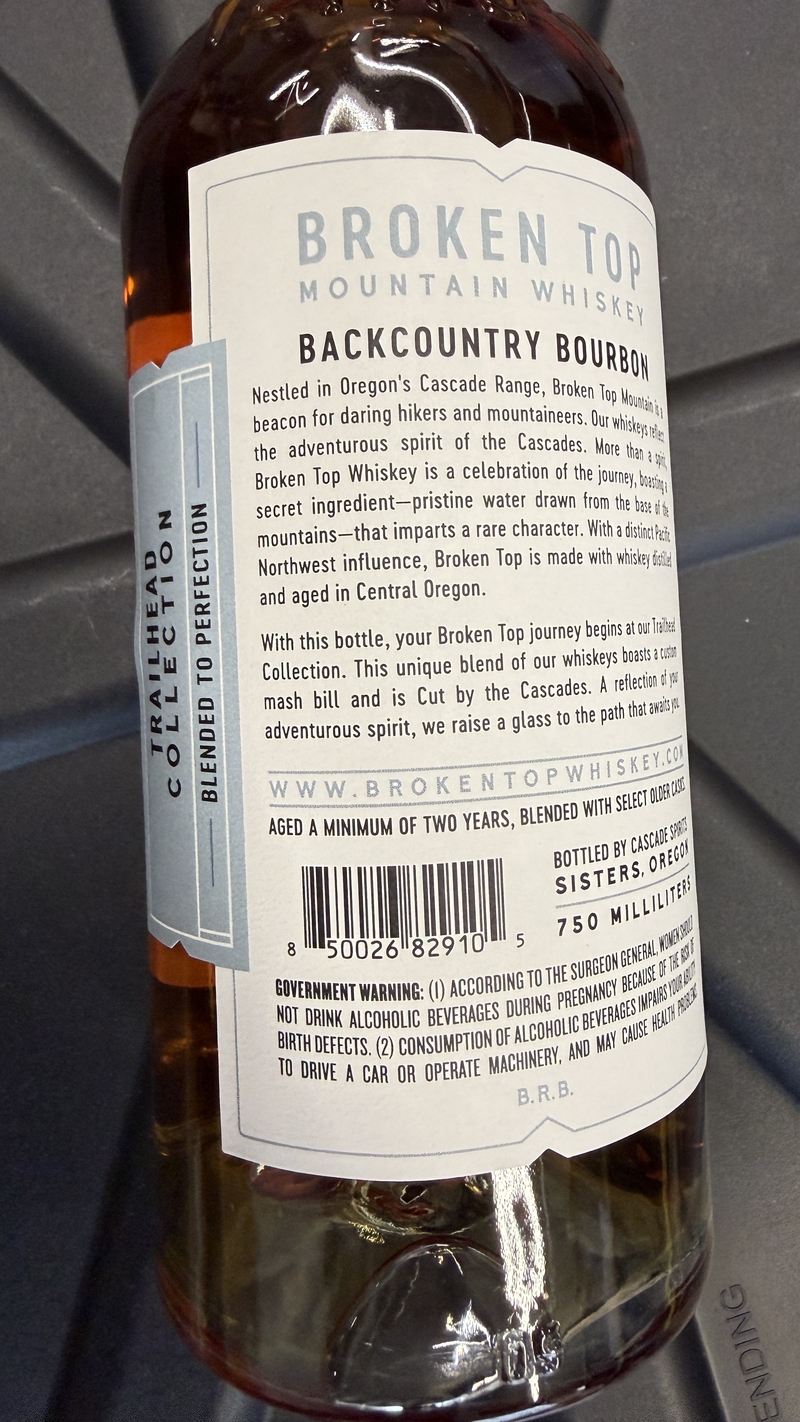 BROKEN TOP
MOUNTAIN WHISKEY
BACKCOUNTRY BOURBON
Nestled in Oregon's Cascade Range, Broken Top Mountain is a
beacon for daring hikers and mountaineers. Our whiskeys reflect
the adventurous spirit of the Cascades. More than a spirit,
Broken Top Whiskey is a celebration of the journey, boasting a
secret ingredient—pristine water drawn from the base of the
mountains—that imparts a rare character. With a distinct Pacific
Northwest influence, Broken Top is made with whiskey distilled
and aged in Central Oregon.
With this bottle, your Broken Top journey begins at our Trailhead
Collection. This unique blend of our whiskeys boasts a custom
mash bill and is Cut by the Cascades. A reflection of your
adventurous spirit, we raise a glass to the path that awaits you.
WWW.BROKENTOPWHISKEY.COM
AGED A MINIMUM OF TWO YEARS, BLENDED WITH SELECT OLDER CASKS.
BOTTLED BY CASCADE SPIRITS
SISTERS, OREGON
750 MILLILITERS
8 50026 82910 5
GOVERNMENT WARNING: (1) ACCORDING TO THE SURGEON GENERAL, WOMEN SHOULD
NOT DRINK ALCOHOLIC BEVERAGES DURING PREGNANCY BECAUSE OF THE RISK OF
BIRTH DEFECTS. (2) CONSUMPTION OF ALCOHOLIC BEVERAGES IMPAIRS YOUR ABILITY
TO DRIVE A CAR OR OPERATE MACHINERY, AND MAY CAUSE HEALTH PROBLEMS.
B.R.B.
TRAILHEAD
COLLECTION
BLENDED TO PERFECTION
ENDING